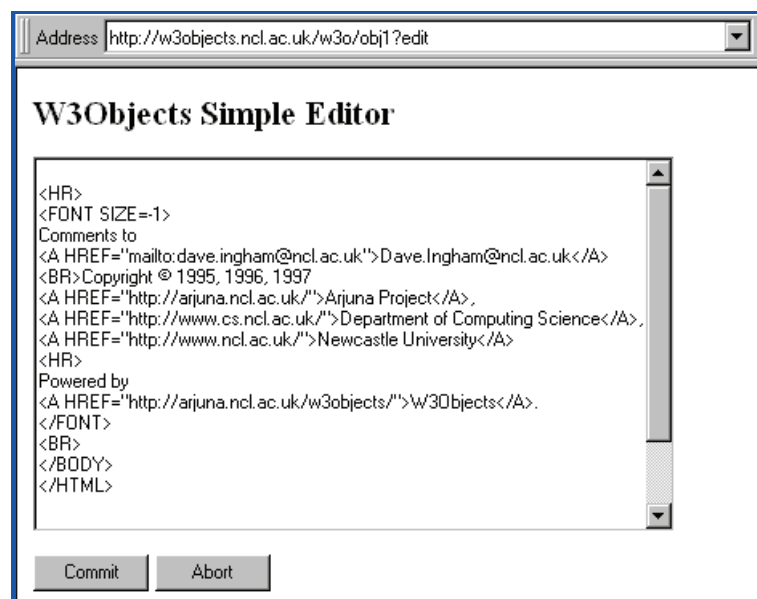 Address http://w3objects.ncl.ac.uk/w3o/obj1?edit
W3Objects Simple Editor
<HR>
<FONT SIZE=-1>
Comments to
<A HREF="mailto:dave.ingham@ncl.ac.uk">Dave.Ingham@ncl.ac.uk</A>
<BR>Copyright © 1995, 1996, 1997
<A HREF="http://arjuna.ncl.ac.uk/">Arjuna Project</A>,
<A HREF="http://www.cs.ncl.ac.uk/">Department of Computing Science</A>,
<A HREF="http://www.ncl.ac.uk/">Newcastle University</A>
<HR>
Powered by
<A HREF="http://arjuna.ncl.ac.uk/w3objects/">W3Objects</A>.
</FONT>
<BR>
</BODY>
</HTML>
Commit Abort